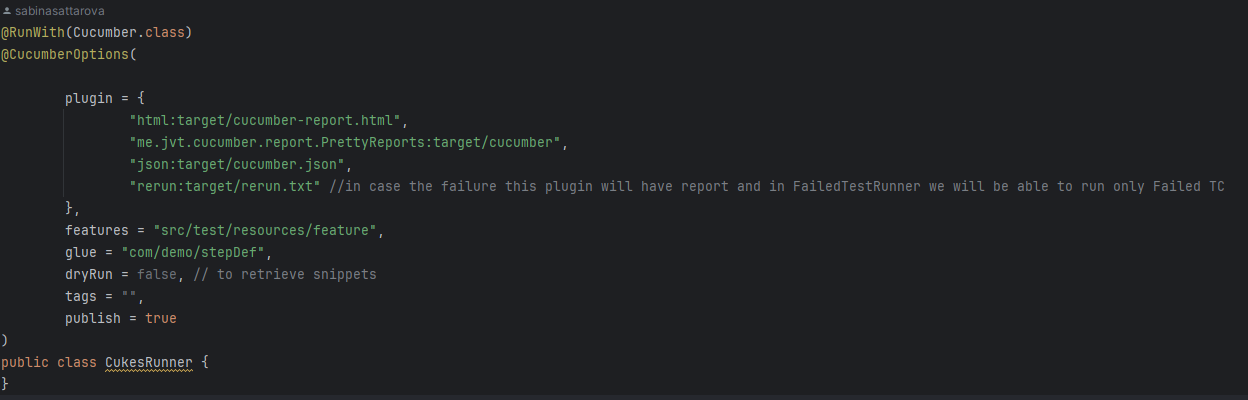 sabinasattarova
@RunWith(Cucumber.class)
@CucumberOptions(
plugin = {
"html:target/cucumber-report.html",
"me.jvt.cucumber.report.PrettyReports:target/cucumber",
"json:target/cucumber.json",
"rerun:target/rerun.txt" //in case the failure this plugin will have report and in FailedTestRunner we will be able to run only Failed TC
},
features = "src/test/resources/feature",
glue = "com/demo/stepDef",
dryRun = false, // to retrieve snippets
tags = "",
publish = true
)
public class CukesRunner {
}